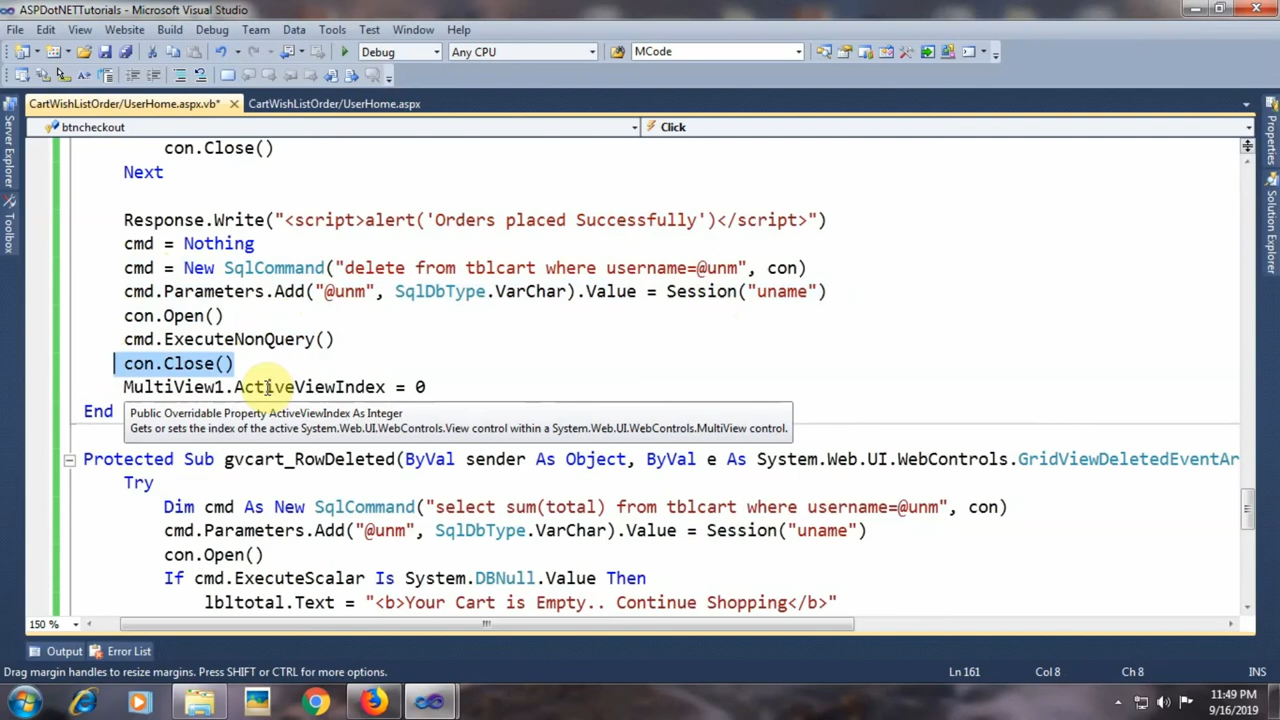 ASPDotNETTutorials - Microsoft Visual Studio
File Edit View Website Build Debug Team Data Tools Test Window Help
Debug Any CPU MCode
CartWishListOrder/UserHome.aspx.vb* CartWishListOrder/UserHome.aspx
btncheckout Click
con.Close()
Next
Response.Write("<script>alert('Orders placed Successfully')</script>")
cmd = Nothing
cmd = New SqlCommand("delete from tblcart where username=@unm", con)
cmd.Parameters.Add("@unm", SqlDbType.VarChar).Value = Session("uname")
con.Open()
cmd.ExecuteNonQuery()
con.Close()
MultiView1.ActiveViewIndex = 0
End
Public Overridable Property ActiveViewIndex As Integer
Gets or sets the index of the active System.Web.UI.WebControls.View control within a System.Web.UI.WebControls.MultiView control.
Protected Sub gvcart_RowDeleted(ByVal sender As Object, ByVal e As System.Web.UI.WebControls.GridViewDeletedEventAr
Try
Dim cmd As New SqlCommand("select sum(total) from tblcart where username=@unm", con)
cmd.Parameters.Add("@unm", SqlDbType.VarChar).Value = Session("uname")
con.Open()
If cmd.ExecuteScalar Is System.DBNull.Value Then
lbltotal.Text = "<b>Your Cart is Empty.. Continue Shopping</b>"
150 %
Output Error List
Drag margin handles to resize margins. Press SHIFT or CTRL for more options. Ln 161 Col 8 Ch 8 INS
11:49 PM
9/16/2019
Server Explorer
Toolbox
Properties
Solution Explorer